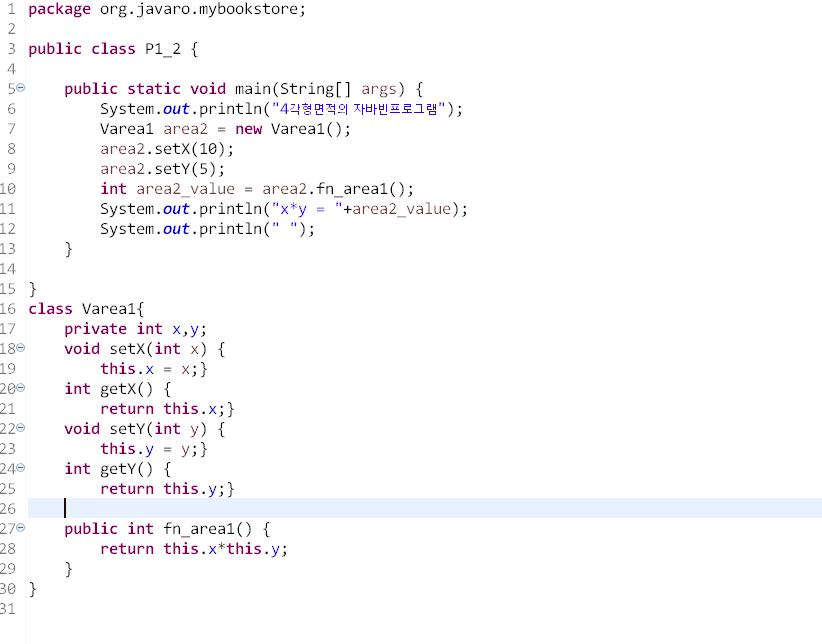 1 package org.javaro.mybookstore;
2
3 public class P1_2 {
4
5 public static void main(String[] args) {
6 System.out.println("4각형면적의 자바빈프로그램");
7 Varea1 area2 = new Varea1();
8 area2.setX(10);
9 area2.setY(5);
10 int area2_value = area2.fn_area1();
11 System.out.println("x*y = "+area2_value);
12 System.out.println(" ");
13 }
14
15 }
16 class Varea1{
17 private int x,y;
18 void setX(int x) {
19 this.x = x;}
20 int getX() {
21 return this.x;}
22 void setY(int y) {
23 this.y = y;}
24 int getY() {
25 return this.y;}
26
27 public int fn_area1() {
28 return this.x*this.y;
29 }
30 }
31